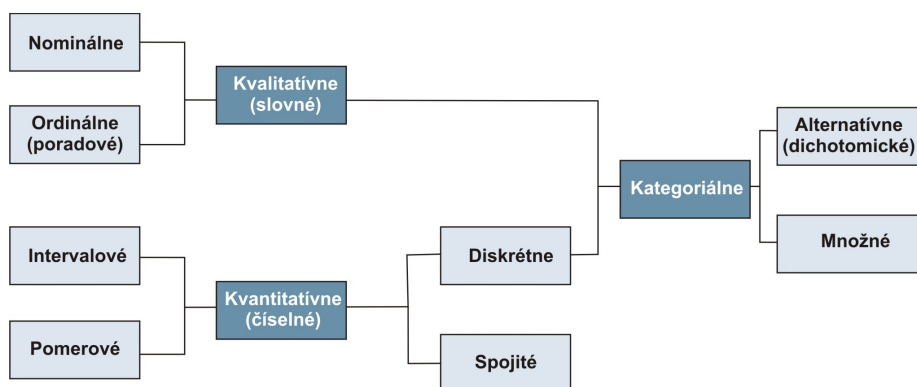 Nominálne
Ordinálne
(poradové)
Kvalitatívne
(slovné)
Intervalové
Pomerové
Kvantitatívne
(číselné)
Diskrétne
Spojité
Kategoriálne
Alternatívne
(dichotomické)
Množné